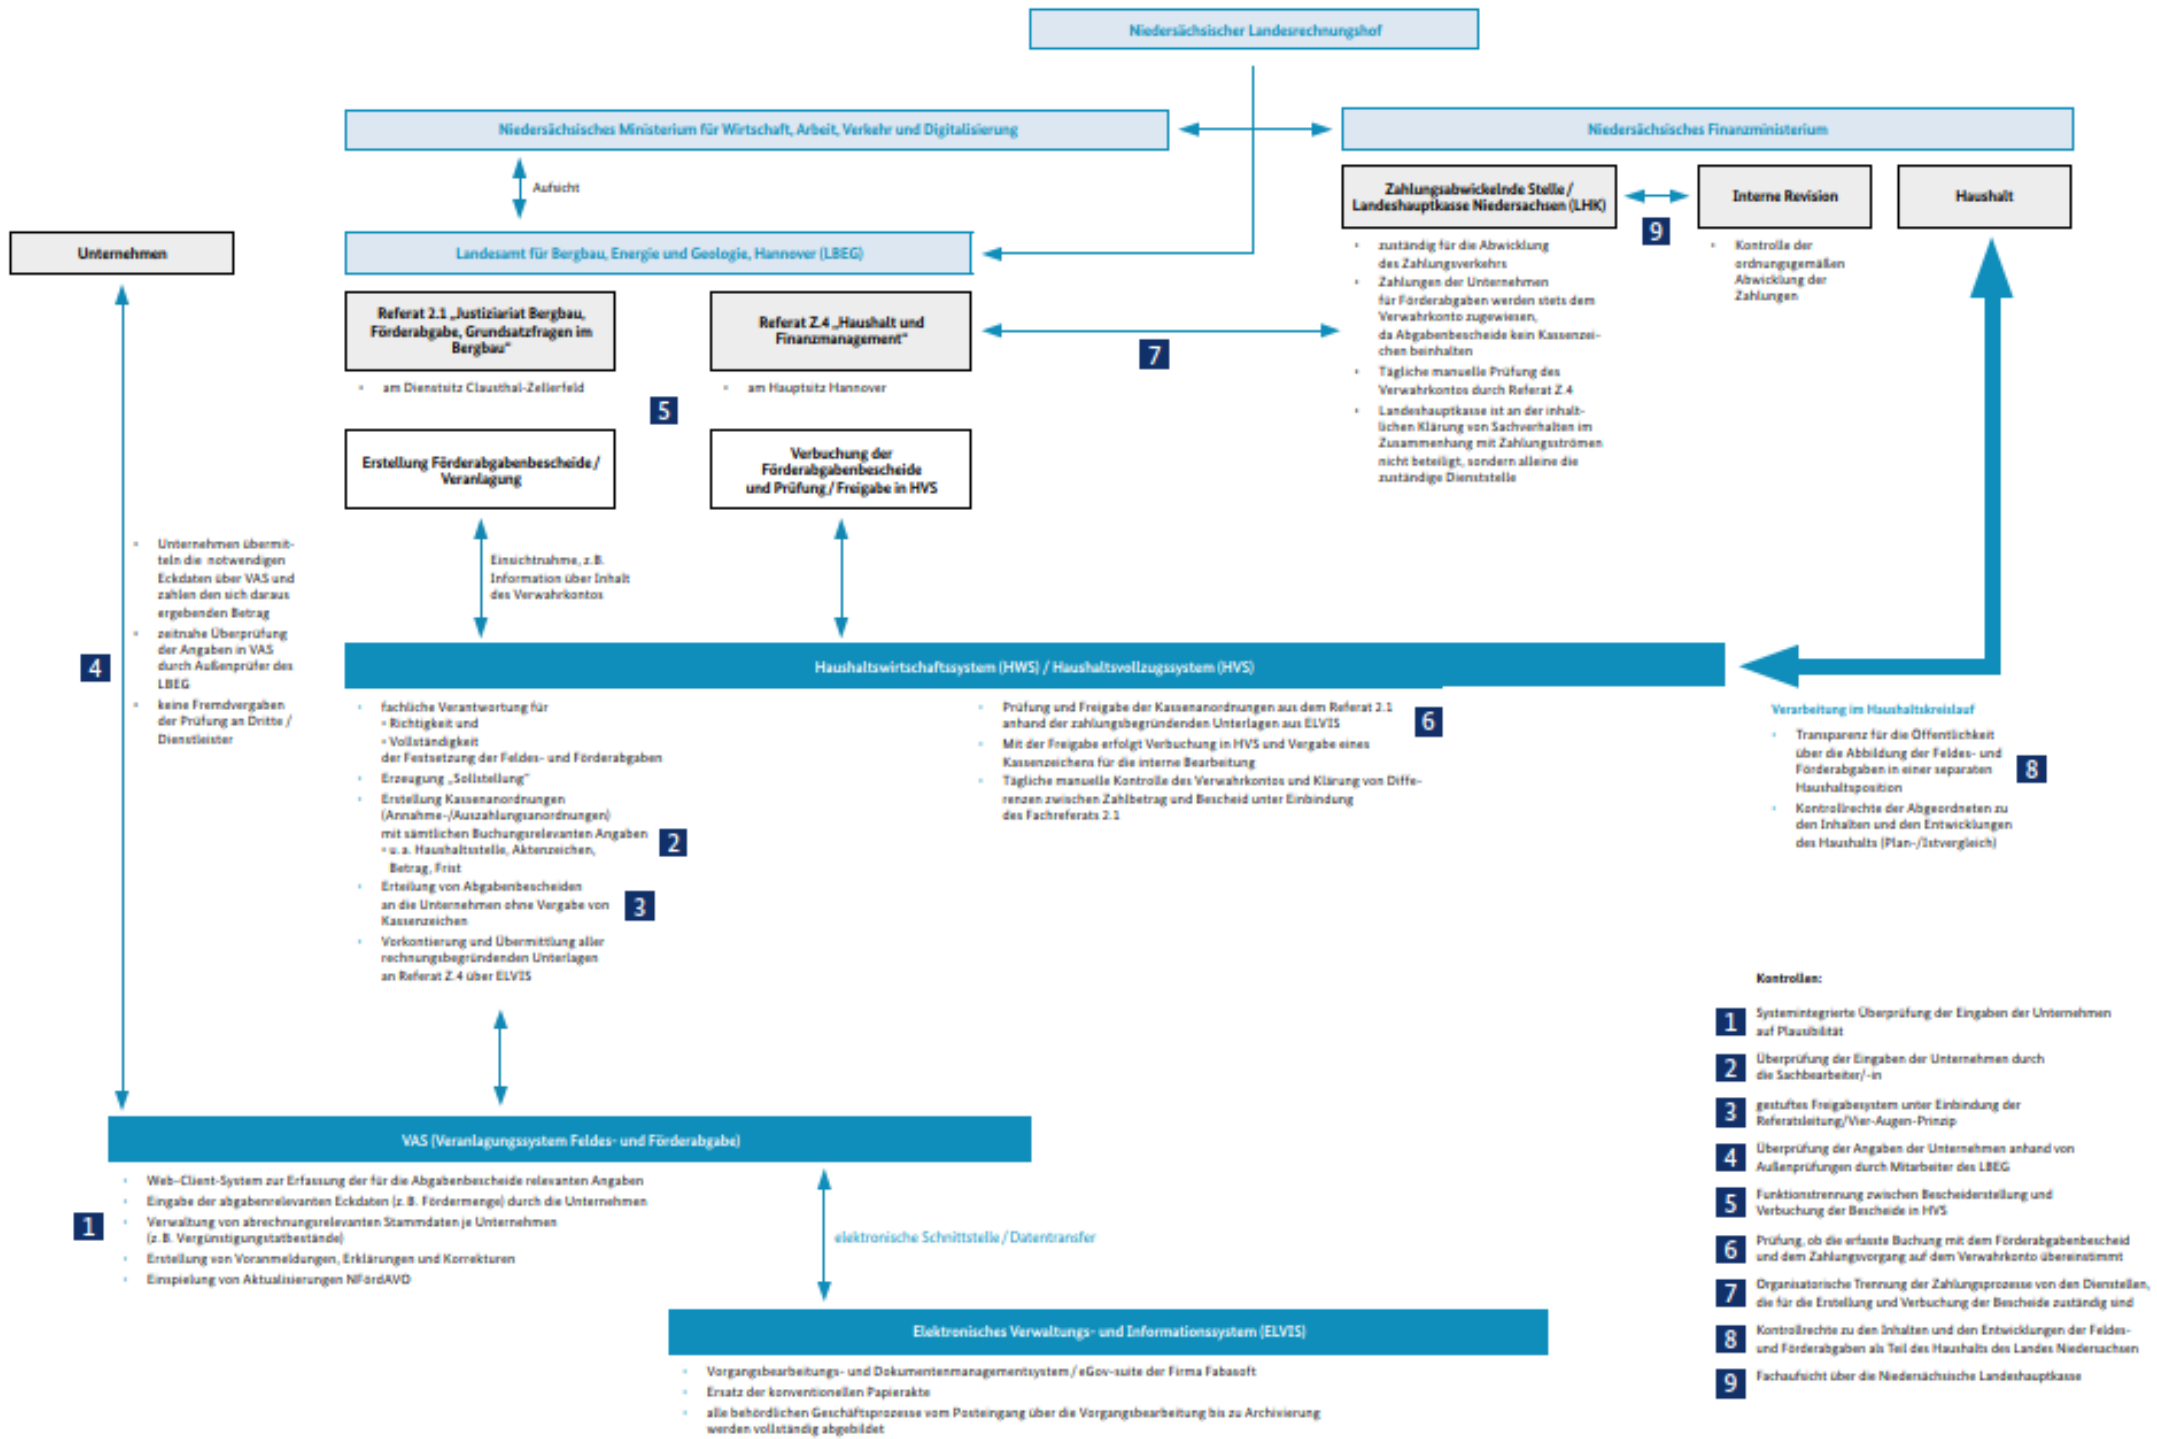 Niedersächsischer Landesrechnungshof
Niedersächsisches Ministerium für Wirtschaft, Arbeit, Verkehr und Digitalisierung
Niedersächsisches Finanzministerium
Aufsicht
Zahlungsabwickelnde Stelle /
Landeshauptkasse Niedersachsen (LHK)
9
Interne Revision
Haushalt
Unternehmen
Landesamt für Bergbau, Energie und Geologie, Hannover (LBEG)
• zuständig für die Abwicklung
des Zahlungsverkehrs
• Zahlungen der Unternehmen
für Förderabgaben werden stets dem
Verwahrkonto zugewiesen,
da Abgabenbescheide kein Kassenzei-
chen beinhalten
• Tägliche manuelle Prüfung des
Verwahrkontos durch Referat Z.4
• Landeshauptkasse ist an der inhalt-
lichen Klärung von Sachverhalten im
Zusammenhang mit Zahlungsströmen
nicht beteiligt, sondern alleine die
zuständige Dienststelle
• Kontrolle der
ordnungsgemäßen
Abwicklung der
Zahlungen
Referat 2.1 „Justiziariat Bergbau,
Förderabgabe, Grundsatzfragen im
Bergbau“
• am Dienstsitz Clausthal-Zellerfeld
5
Referat Z.4 „Haushalt und
Finanzmanagement“
• am Hauptsitz Hannover
7
Erstellung Förderabgabenbescheide /
Veranlagung
Verbuchung der
Förderabgabenbescheide
und Prüfung / Freigabe in HVS
Einsichtnahme, z.B.
Information über Inhalt
des Verwahrkontos
4
• Unternehmen übermit-
teln die notwendigen
Eckdaten über VAS und
zahlen den sich daraus
ergebenden Betrag
• zeitnahe Überprüfung
der Angaben in VAS
durch Außenprüfer des
LBEG
• keine Fremdvergaben
der Prüfung an Dritte /
Dienstleister
Haushaltswirtschaftssystem (HWS) / Haushaltsvollzugssystem (HVS)
• fachliche Verantwortung für
• Richtigkeit und
• Vollständigkeit
der Festsetzung der Feldes- und Förderabgaben
• Erzeugung „Sollstellung“
• Erstellung Kassenanordnungen
(Annahme-/Auszahlungsanordnungen)
mit sämtlichen Buchungsrelevanten Angaben
• u. a. Haushaltsstelle, Aktenzeichen,
Betrag, Frist
2
• Erteilung von Abgabenbescheiden
an die Unternehmen ohne Vergabe von
Kassenzeichen
3
• Vorkontierung und Übermittlung aller
rechnungsbegründenden Unterlagen
an Referat Z.4 über ELVIS
• Prüfung und Freigabe der Kassenanordnungen aus dem Referat 2.1
anhand der zahlungsbegründenden Unterlagen aus ELVIS
• Mit der Freigabe erfolgt Verbuchung in HVS und Vergabe eines
Kassenzeichens für die interne Bearbeitung
• Tägliche manuelle Kontrolle des Verwahrkontos und Klärung von Diffe-
renzen zwischen Zahlbetrag und Bescheid unter Einbindung
des Fachreferats 2.1
6
Verarbeitung im Haushaltskreislauf
• Transparenz für die Öffentlichkeit
über die Abbildung der Feldes- und
Förderabgaben in einer separaten
Haushaltsposition
• Kontrollrechte der Abgeordneten zu
den Inhalten und den Entwicklungen
des Haushalts (Plan-/Istvergleich)
8
VAS (Veranlagungssystem Feldes- und Förderabgabe)
1
• Web-Client-System zur Erfassung der für die Abgabenbescheide relevanten Angaben
• Eingabe der abgabenrelevanten Eckdaten (z. B. Fördermenge) durch die Unternehmen
• Verwaltung von abrechnungsrelevanten Stammdaten je Unternehmen
(z. B. Vergünstigungstatbestände)
• Erstellung von Voranmeldungen, Erklärungen und Korrekturen
• Einspielung von Aktualisierungen NFördAVO
elektronische Schnittstelle / Datentransfer
Elektronisches Verwaltungs- und Informationssystem (ELVIS)
• Vorgangsbearbeitungs- und Dokumentenmanagementsystem / eGov-suite der Firma Fabasoft
• Ersatz der konventionellen Papierakte
• alle behördlichen Geschäftsprozesse vom Posteingang über die Vorgangsbearbeitung bis zu Archivierung
werden vollständig abgebildet
Kontrollen:
1 Systemintegrierte Überprüfung der Eingaben der Unternehmen
auf Plausibilität
2 Überprüfung der Eingaben der Unternehmen durch
die Sachbearbeiter/-in
3 gestuftes Freigabesystem unter Einbindung der
Referatsleitung/Vier-Augen-Prinzip
4 Überprüfung der Angaben der Unternehmen anhand von
Außenprüfungen durch Mitarbeiter des LBEG
5 Funktionstrennung zwischen Bescheiderstellung und
Verbuchung der Bescheide in HVS
6 Prüfung, ob die erfasste Buchung mit dem Förderabgabenbescheid
und dem Zahlungsvorgang auf dem Verwahrkonto übereinstimmt
7 Organisatorische Trennung der Zahlungsprozesse von den Dienstellen,
die für die Erstellung und Verbuchung der Bescheide zuständig sind
8 Kontrollrechte zu den Inhalten und den Entwicklungen der Feldes-
und Förderabgaben als Teil des Haushalts des Landes Niedersachsen
9 Fachaufsicht über die Niedersächsische Landeshauptkasse